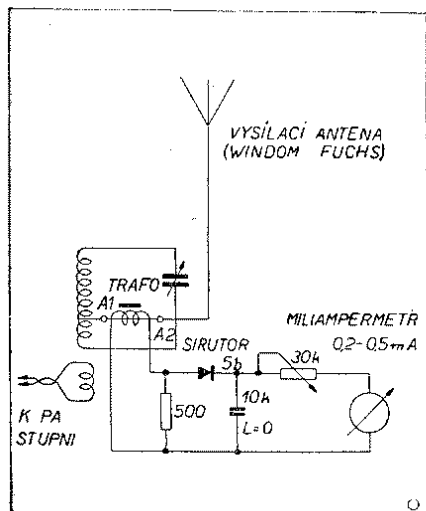 VYSÍLACÍ ANTENA
(WINDOM FUCHS)
TRAFO
A1
A2
MILIAMPERMETR
0,2-0,5mA
SIRUTOR
5b
30k
10k
L=0
500
K PA
STUPNI